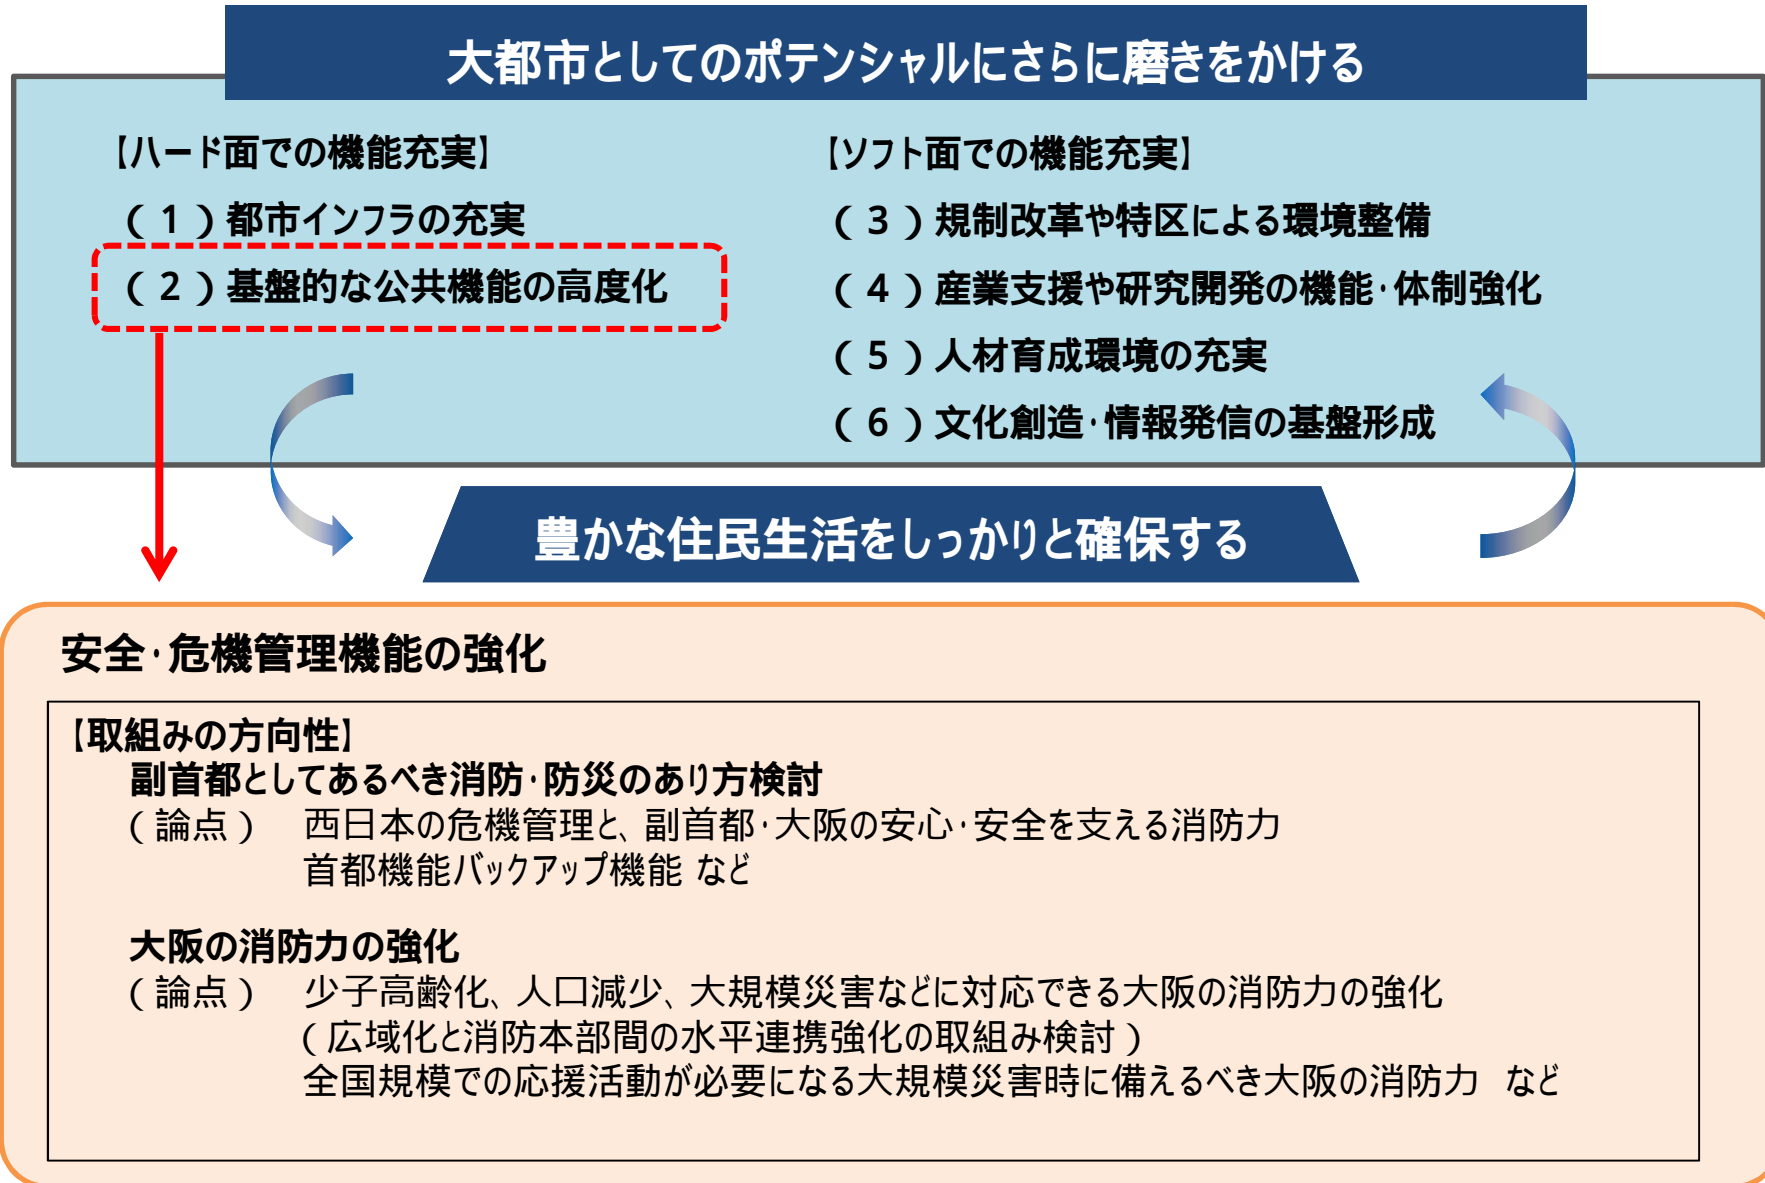 大都市としてのポテンシャルにさらに磨きをかける
【ハード面での機能充実】
（1）都市インフラの充実
（2）基盤的な公共機能の高度化
【ソフト面での機能充実】
（3）規制改革や特区による環境整備
（4）産業支援や研究開発の機能・体制強化
（5）人材育成環境の充実
（6）文化創造・情報発信の基盤形成
豊かな住民生活をしっかりと確保する
安全・危機管理機能の強化
【取組みの方向性】
副首都としてあるべき消防・防災のあり方検討
（論点）　西日本の危機管理と、副首都・大阪の安心・安全を支える消防力
首都機能バックアップ機能 など
大阪の消防力の強化
（論点）　少子高齢化、人口減少、大規模災害などに対応できる大阪の消防力の強化
（広域化と消防本部間の水平連携強化の取組み検討）
全国規模での応援活動が必要になる大規模災害時に備えるべき大阪の消防力　など